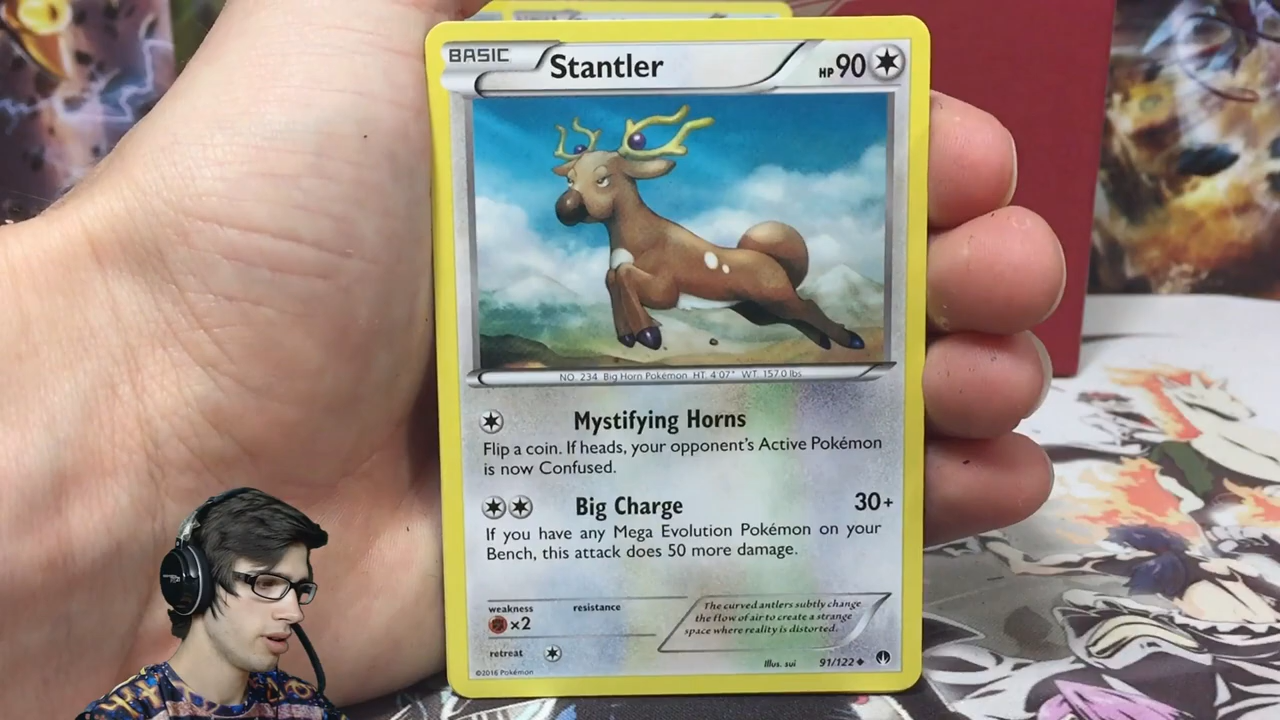 BASIC Stantler HP 90
NO. 234 Big Horn Pokémon HT. 4'07" WT. 157.0 lbs
Mystifying Horns
Flip a coin. If heads, your opponent's Active Pokémon
is now Confused.
Big Charge 30+
If you have any Mega Evolution Pokémon on your
Bench, this attack does 50 more damage.
weakness resistance
×2
The curved antlers subtly change
the flow of air to create a strange
space where reality is distorted.
retreat
Illus. sui 91/122
©2016 Pokémon